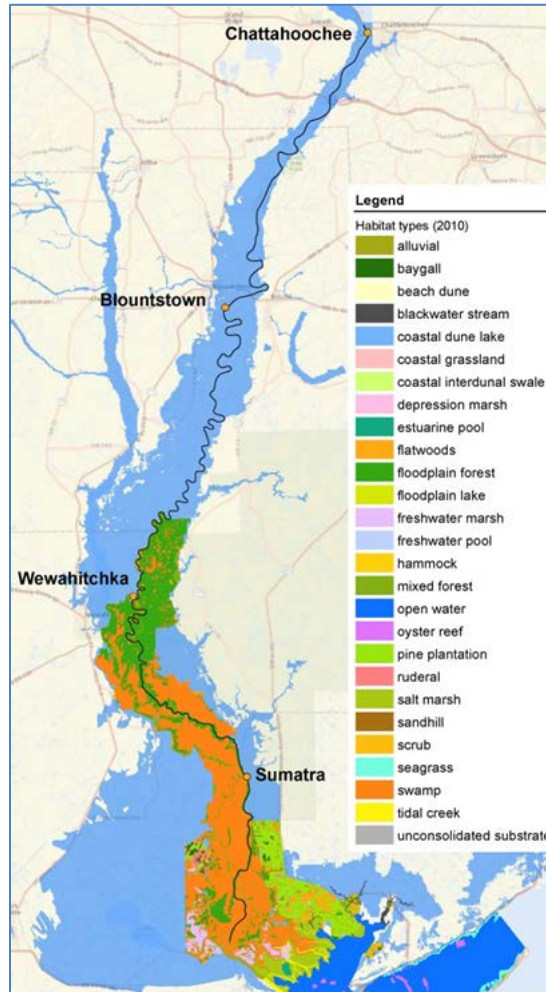 Chattahoochee
Blountstown
Wewahitchka
Sumatra
Legend
Habitat types (2010)
alluvial
baygall
beach dune
blackwater stream
coastal dune lake
coastal grassland
coastal interdunal swale
depression marsh
estuarine pool
flatwoods
floodplain forest
floodplain lake
freshwater marsh
freshwater pool
hammock
mixed forest
open water
oyster reef
pine plantation
ruderal
salt marsh
sandhill
scrub
seagrass
swamp
tidal creek
unconsolidated substrate